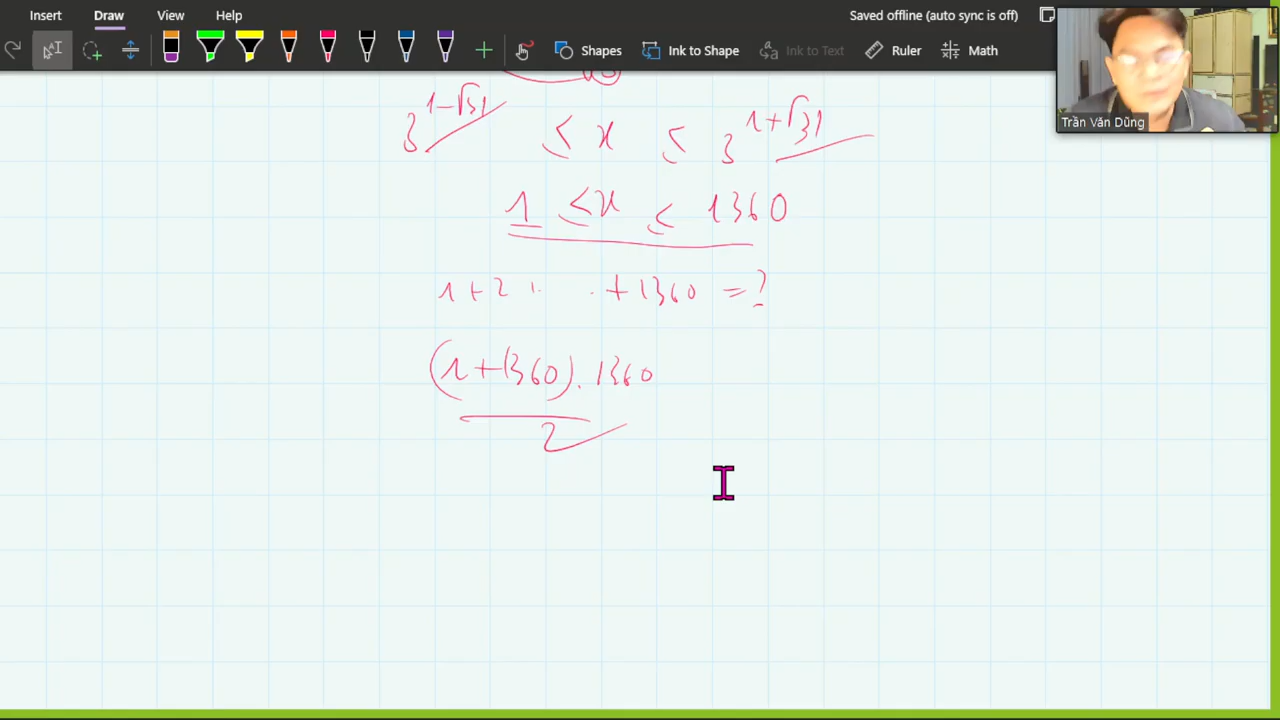 Insert Draw View Help Saved offline (auto sync is off)
Shapes Ink to Shape Ink to Text Ruler Math
Trần Văn Dũng
3^{1-√31} ≤ x ≤ 3^{1+√31}
1 ≤ x ≤ 1360
1 + 2 + . . + 1360 = ?
(1 + 1360) . 1360
2